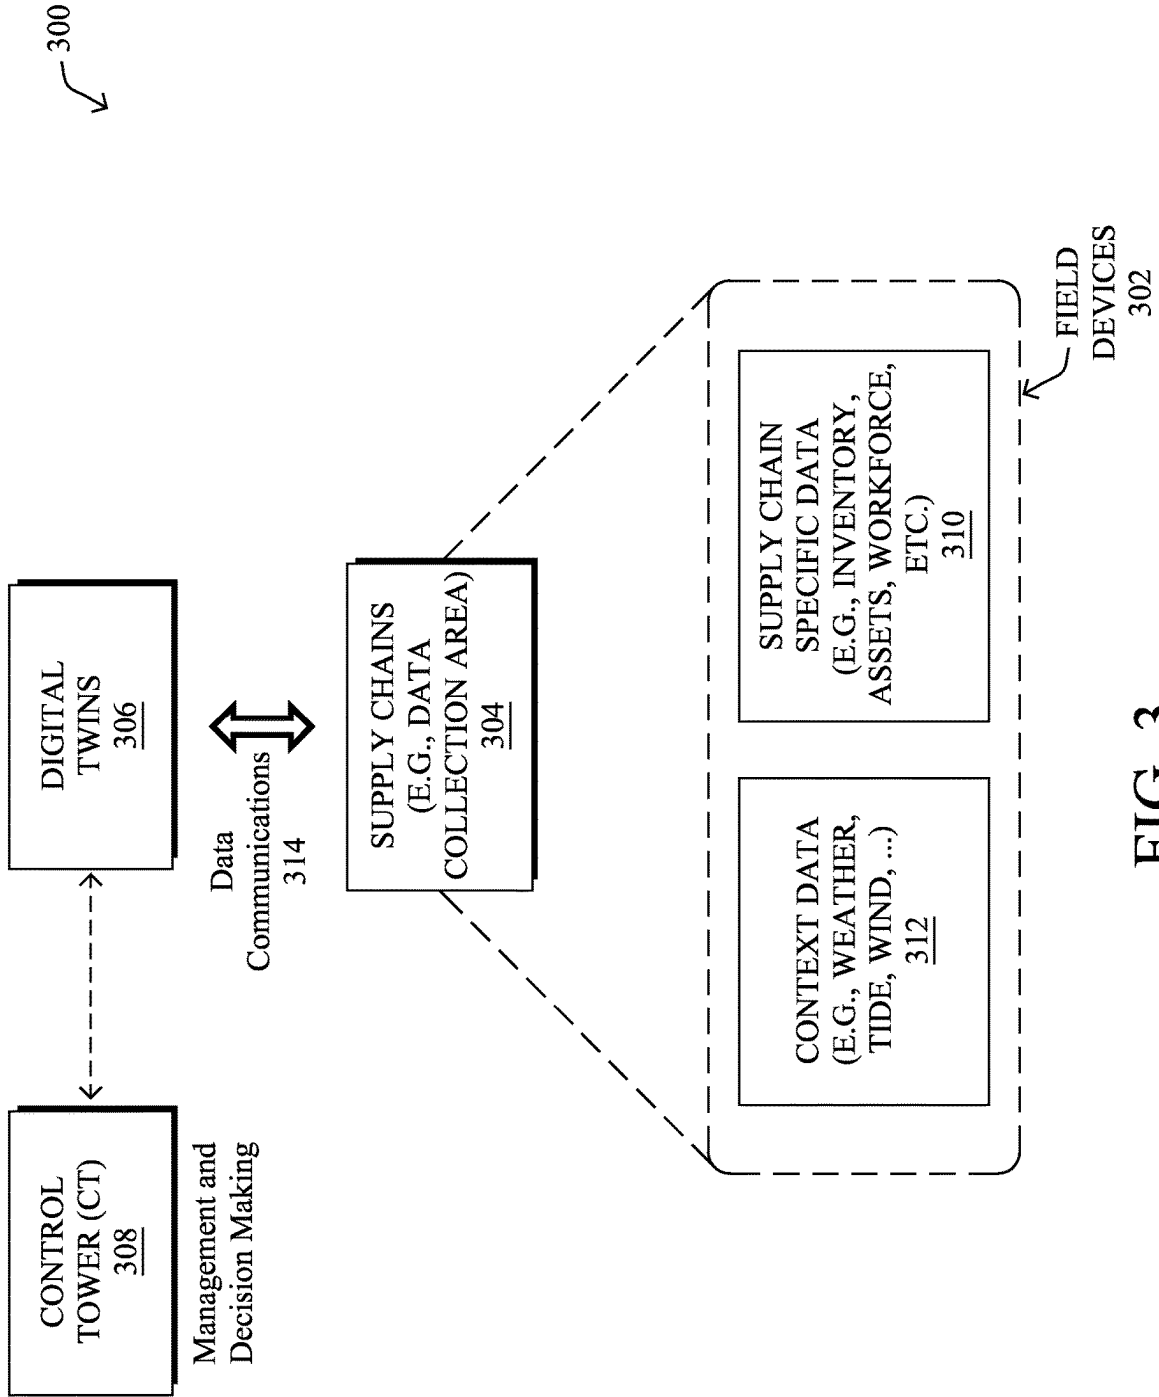 300
CONTROL
TOWER (CT)
308
Management and
Decision Making
DIGITAL
TWINS
306
Data
Communications
314
SUPPLY CHAINS
(E.G., DATA
COLLECTION AREA)
304
CONTEXT DATA
(E.G., WEATHER,
TIDE, WIND, ...)
312
SUPPLY CHAIN
SPECIFIC DATA
(E.G., INVENTORY,
ASSETS, WORKFORCE,
ETC.)
310
FIELD
DEVICES
302
FIG. 3